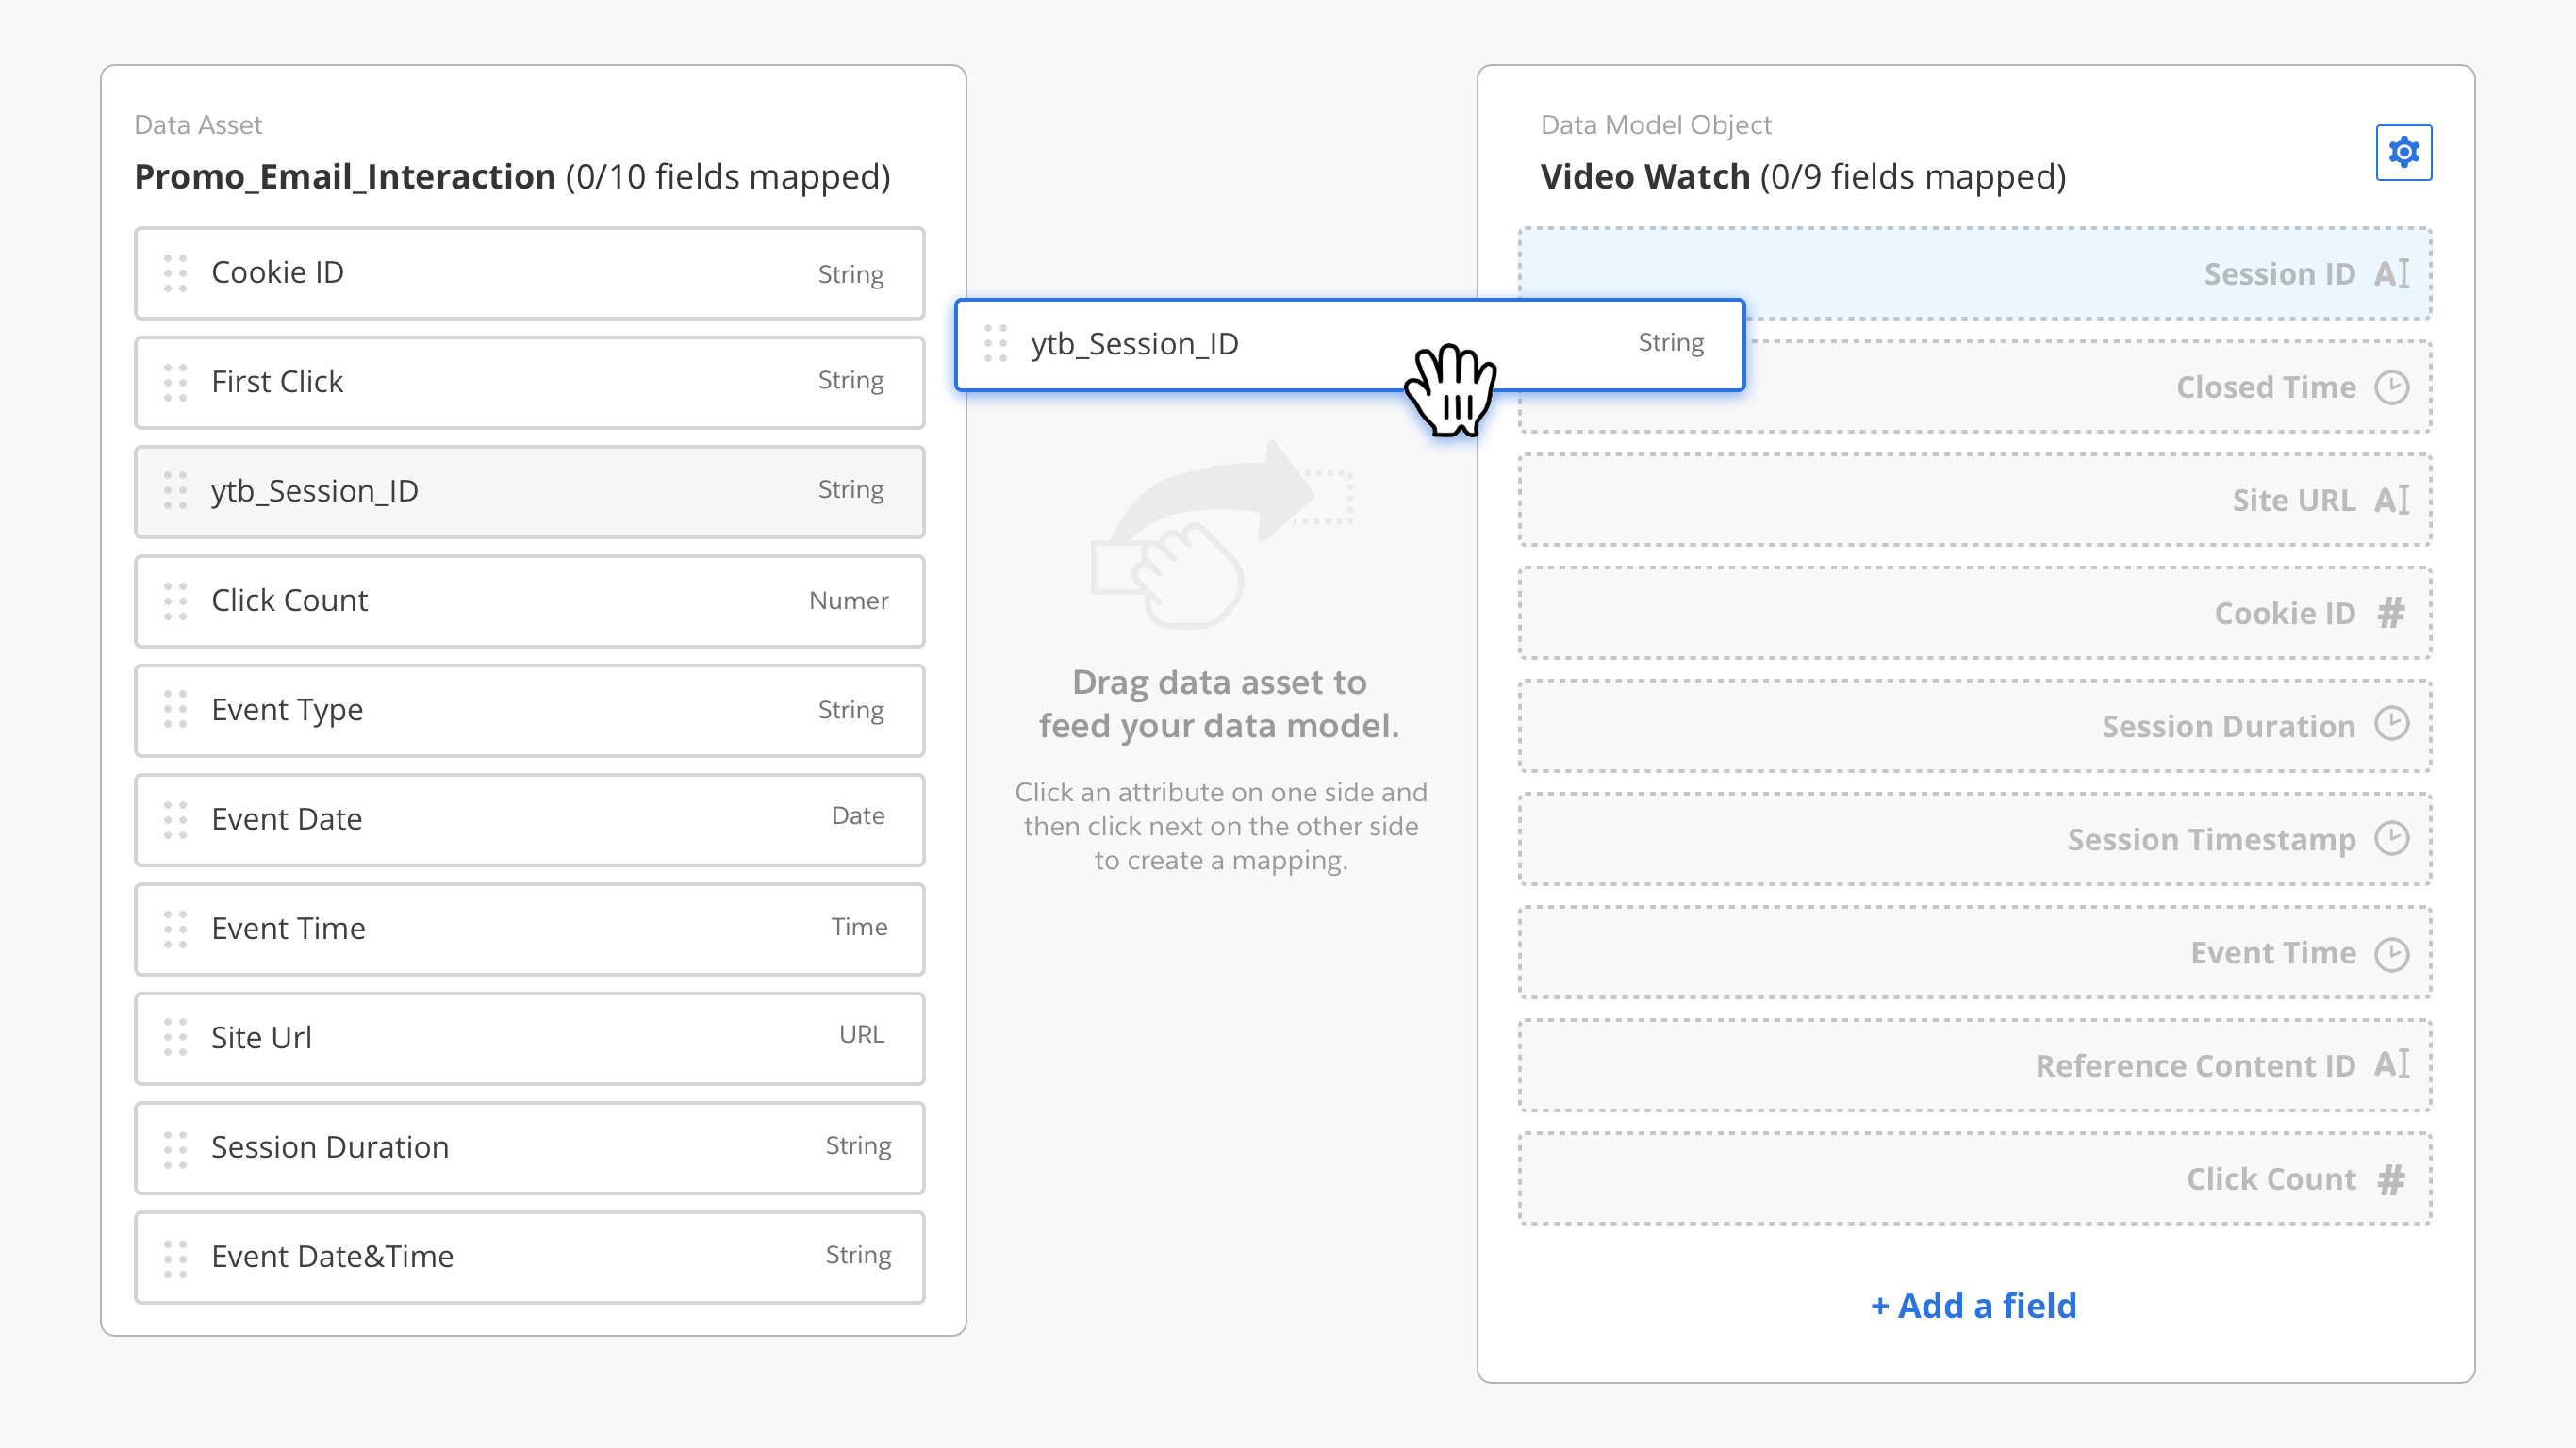 Data Asset
Promo_Email_Interaction (0/10 fields mapped)
Cookie ID String
First Click String
ytb_Session_ID String
Click Count Numer
Event Type String
Event Date Date
Event Time Time
Site Url URL
Session Duration String
Event Date&Time String
ytb_Session_ID String
Drag data asset to
feed your data model.
Click an attribute on one side and
then click next on the other side
to create a mapping.
Data Model Object
Video Watch (0/9 fields mapped)
Session ID A
Closed Time
Site URL A
Cookie ID #
Session Duration
Session Timestamp
Event Time
Reference Content ID A
Click Count #
+ Add a field